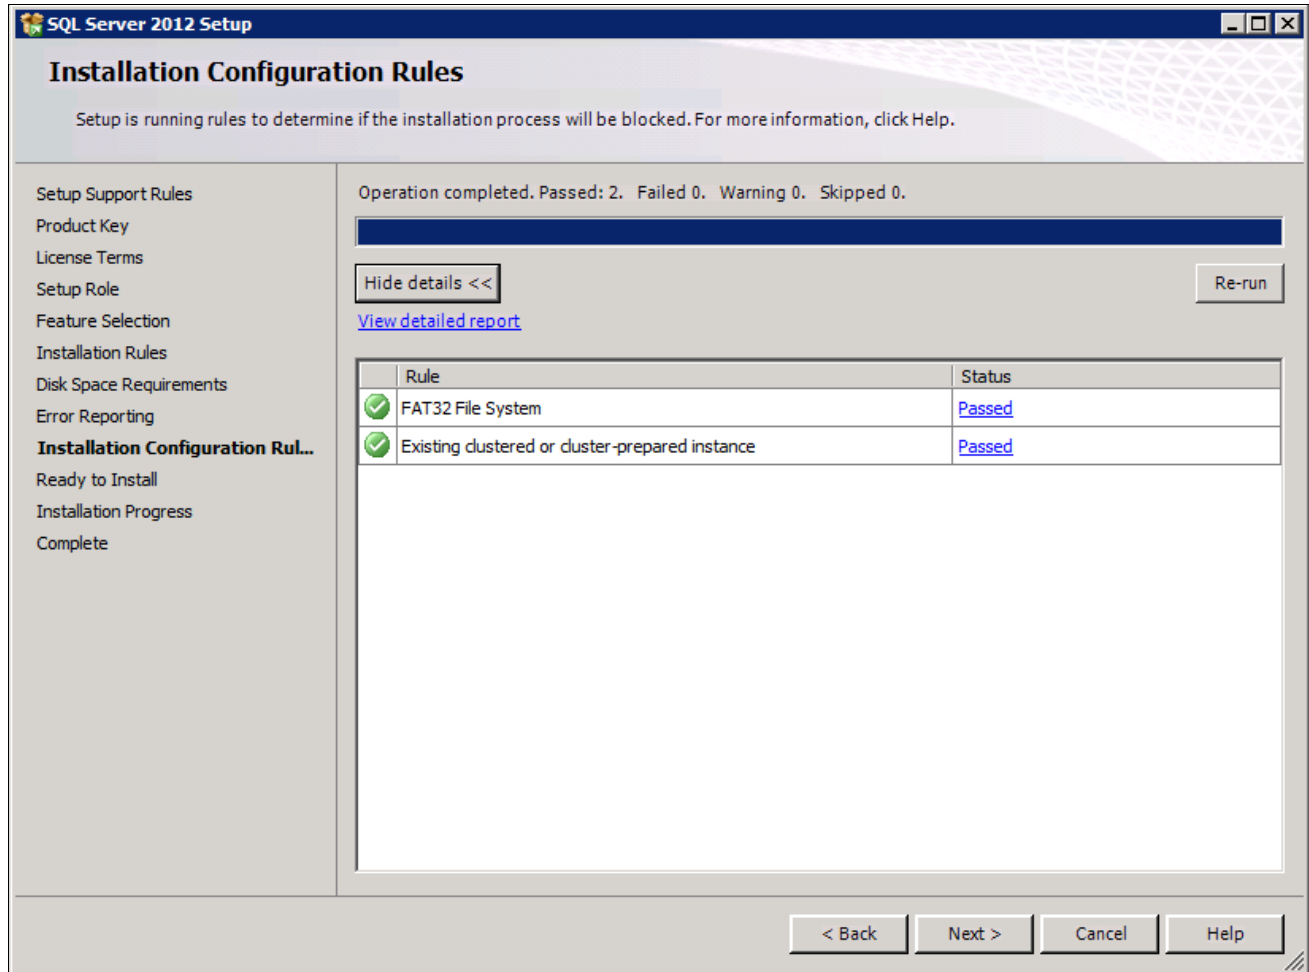 SQL Server 2012 Setup
Installation Configuration Rules
Setup is running rules to determine if the installation process will be blocked. For more information, click Help.
Setup Support Rules
Product Key
License Terms
Setup Role
Feature Selection
Installation Rules
Disk Space Requirements
Error Reporting
Installation Configuration Rul...
Ready to Install
Installation Progress
Complete
Operation completed. Passed: 2. Failed 0. Warning 0. Skipped 0.
Hide details <<
Re-run
View detailed report
Rule Status
FAT32 File System Passed
Existing clustered or cluster-prepared instance Passed
< Back Next > Cancel Help